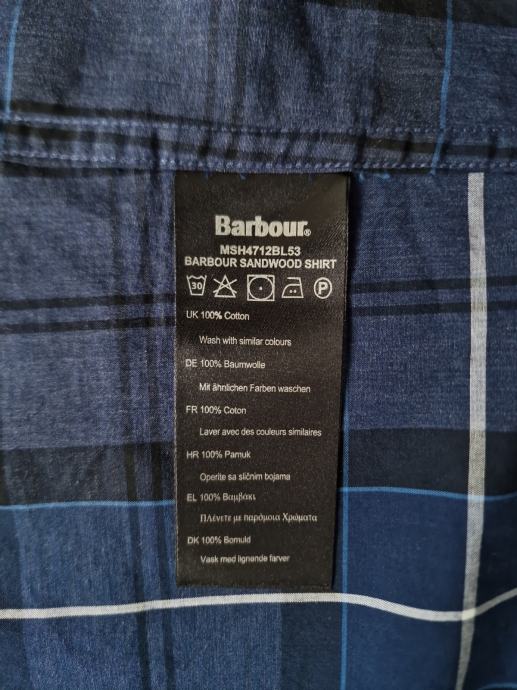 Barbour®
MSH4712BL53
BARBOUR SANDWOOD SHIRT
30 P
UK 100% Cotton
Wash with similar colours
DE 100% Baumwolle
Mit ähnlichen Farben waschen
FR 100% Coton
Laver avec des couleurs similaires
HR 100% Pamuk
Operite sa sličnim bojama
EL 100% Βαμβάκι
Πλένετε με παρόμοια Χρώματα
DK 100% Bomuld
Vask med lignende farver